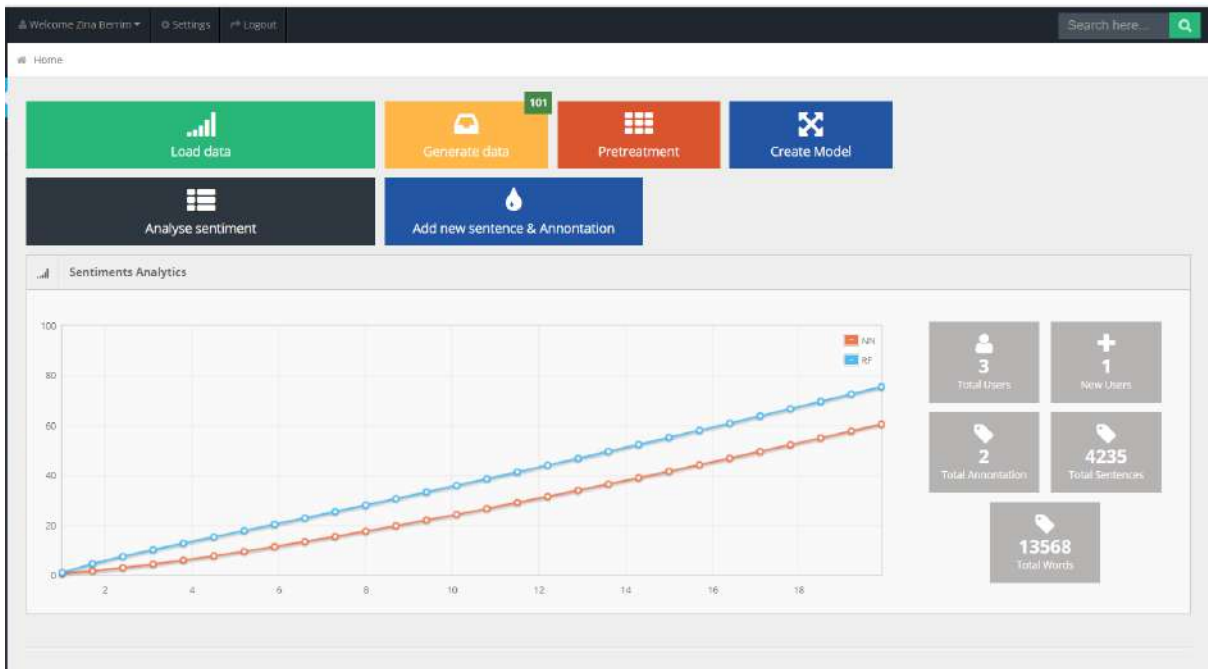 Welcome Zina Berrim Settings Logout Search here...
Home
101
Load data Generate data Pretreatment Create Model
Analyse sentiment Add new sentence & Annontation
Sentiments Analytics
100
80
60
40
20
0
2 4 6 8 10 12 14 16 18
NN
RF
3
Total Users
1
New Users
2
Total Annontation
4235
Total Sentences
13568
Total Words